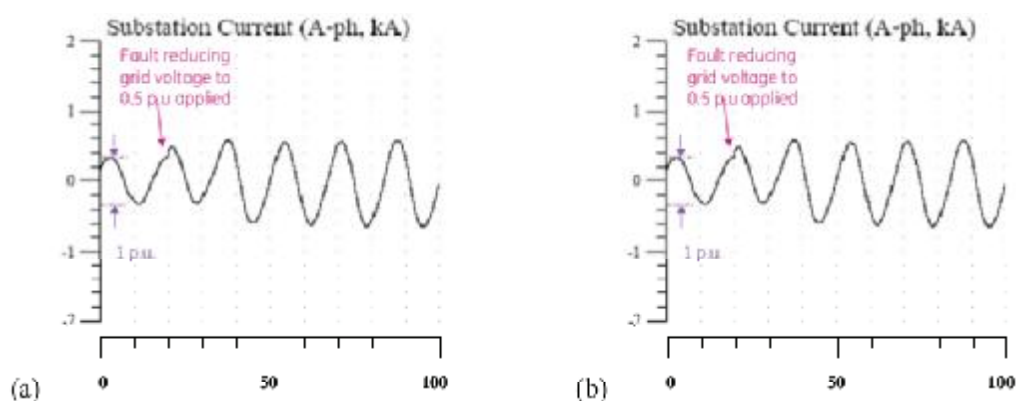 Substation Current (A-ph, kA)
2
Fault reducing
grid voltage to
0.5 p.u applied
1
0
1 p.u.
-1
-2
0 50 100
(a)
Substation Current (A-ph, kA)
2
Fault reducing
grid voltage to
0.5 p.u applied
1
0
1 p.u.
-1
-2
0 50 100
(b)